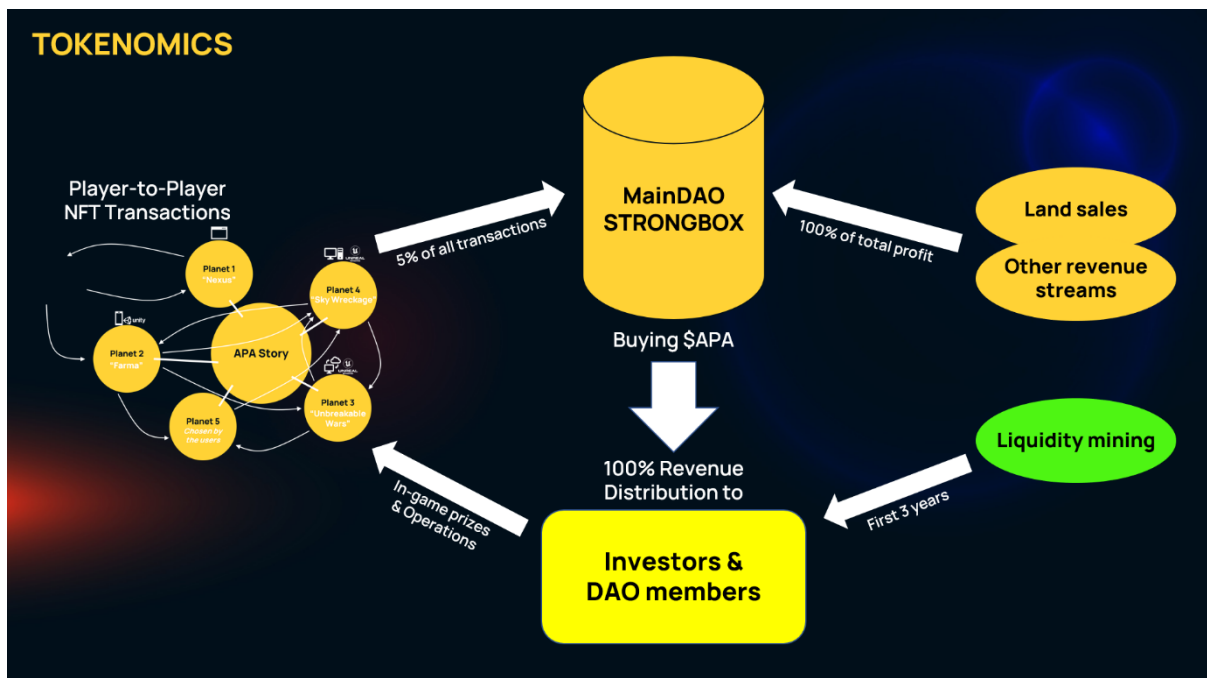 TOKENOMICS
Player-to-Player
NFT Transactions
Planet 1
"Nexus"
Planet 4
"Sky Wreckage"
UNREAL
unity
Planet 2
"Farma"
APA Story
Planet 3
"Unbreakable
Wars"
UNREAL
Planet 5
Chosen by
the users
5% of all transactions
MainDAO
STRONGBOX
100% of total profit
Land sales
Other revenue
streams
Buying $APA
100% Revenue
Distribution to
Liquidity mining
First 3 years
In-game prizes
& Operations
Investors &
DAO members